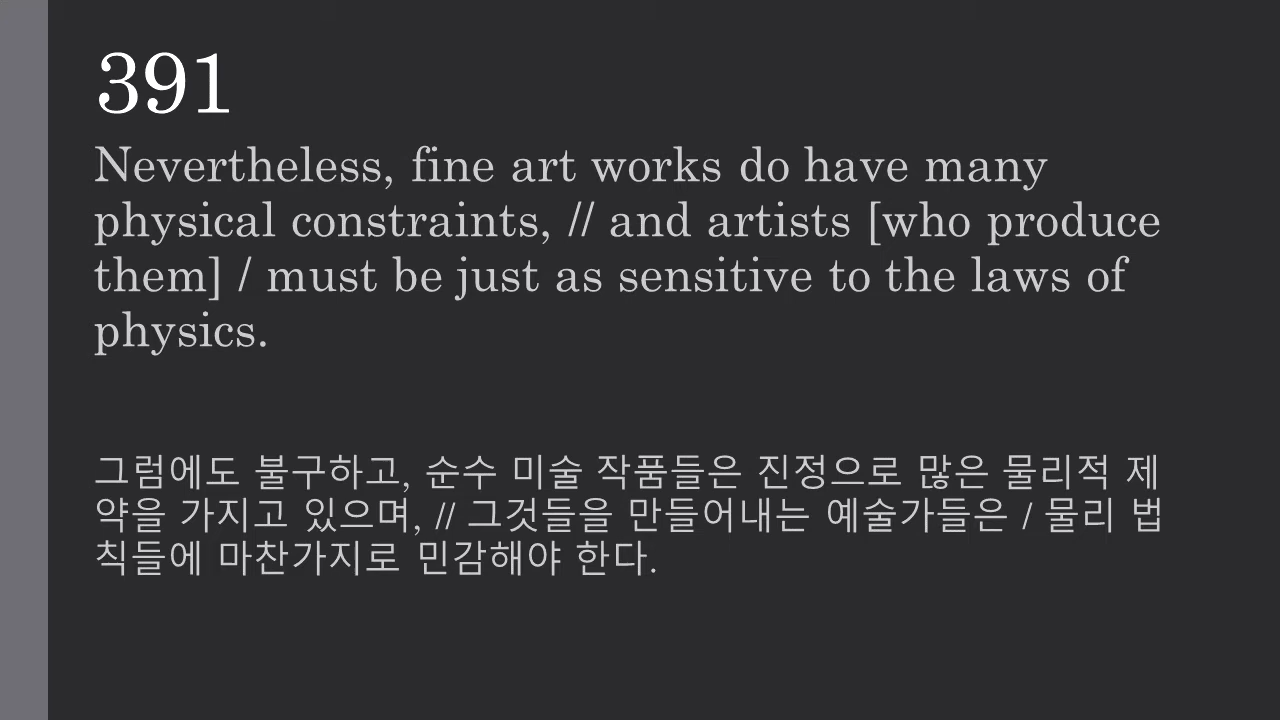 391
Nevertheless, fine art works do have many
physical constraints, // and artists [who produce
them] / must be just as sensitive to the laws of
physics.
그럼에도 불구하고, 순수 미술 작품들은 진정으로 많은 물리적 제
약을 가지고 있으며, // 그것들을 만들어내는 예술가들은 / 물리 법
칙들에 마찬가지로 민감해야 한다.